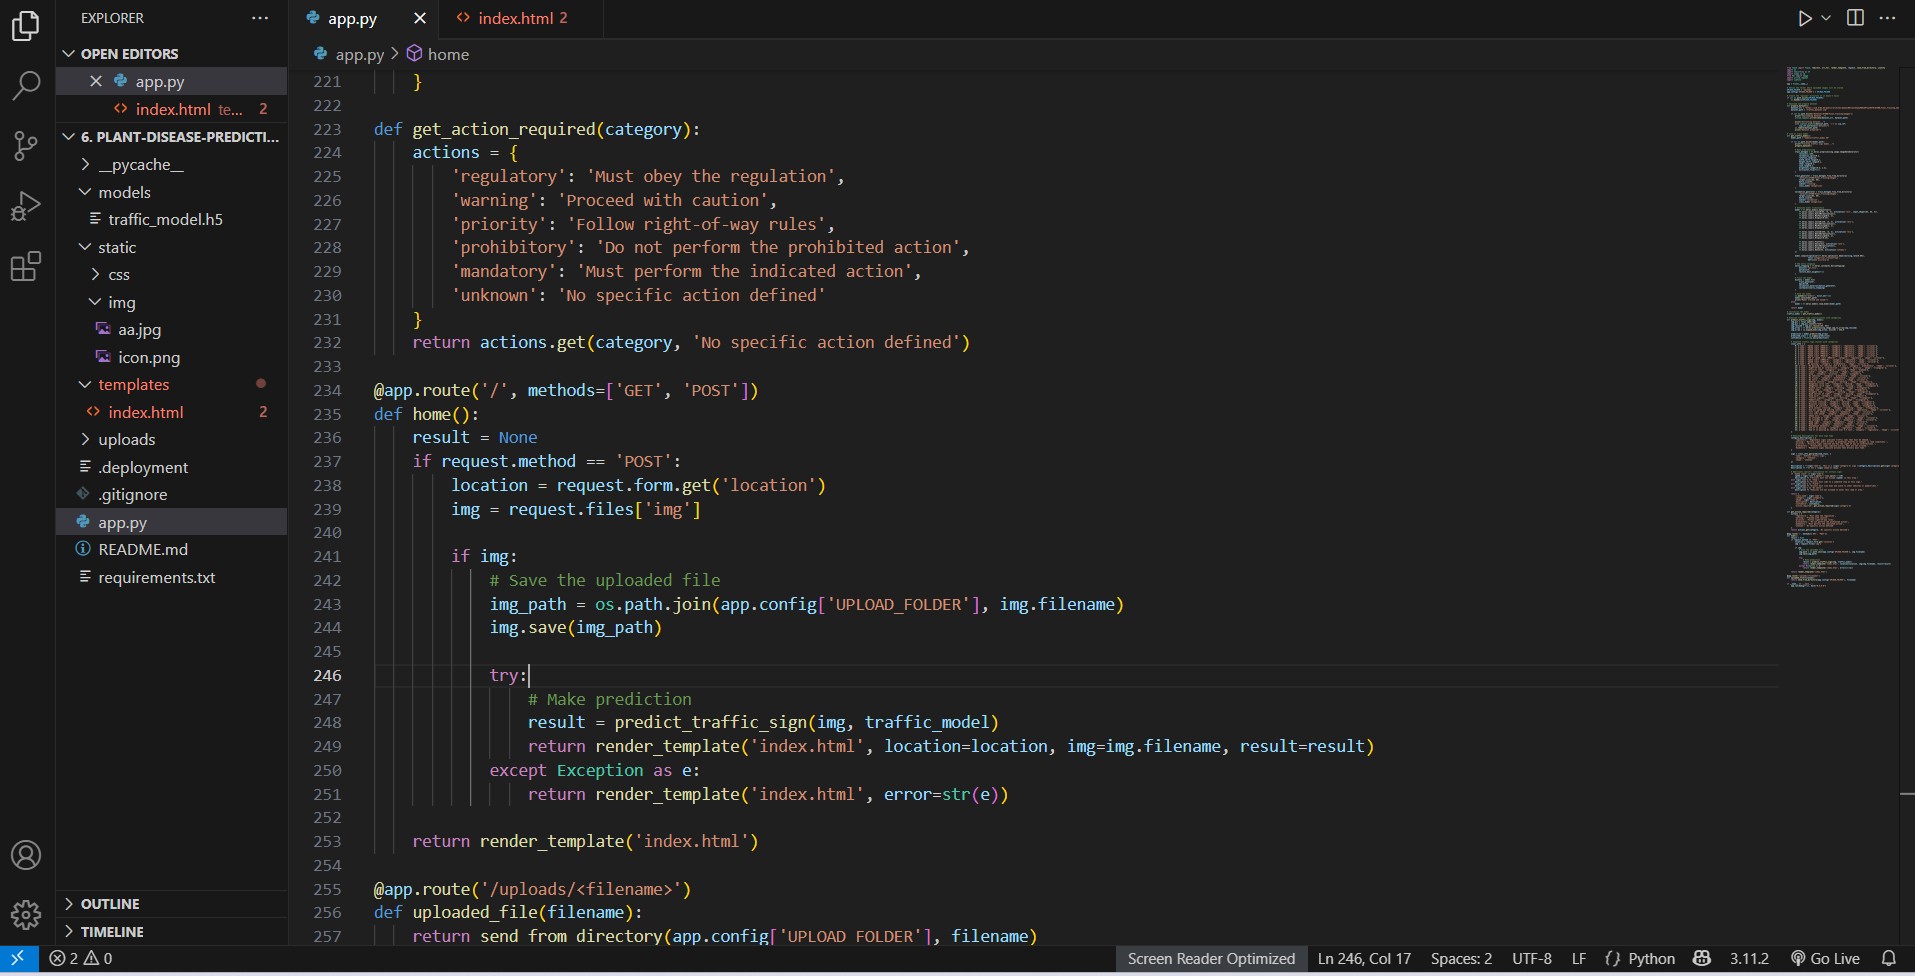 EXPLORER
OPEN EDITORS
app.py
index.html te... 2
6. PLANT-DISEASE-PREDICTI...
__pycache__
models
traffic_model.h5
static
css
img
aa.jpg
icon.png
templates
index.html 2
uploads
.deployment
.gitignore
app.py
README.md
requirements.txt
OUTLINE
TIMELINE
app.py
index.html 2
app.py > home
221 }
222
223 def get_action_required(category):
224 actions = {
225 'regulatory': 'Must obey the regulation',
226 'warning': 'Proceed with caution',
227 'priority': 'Follow right-of-way rules',
228 'prohibitory': 'Do not perform the prohibited action',
229 'mandatory': 'Must perform the indicated action',
230 'unknown': 'No specific action defined'
231 }
232 return actions.get(category, 'No specific action defined')
233
234 @app.route('/', methods=['GET', 'POST'])
235 def home():
236 result = None
237 if request.method == 'POST':
238 location = request.form.get('location')
239 img = request.files['img']
240
241 if img:
242 # Save the uploaded file
243 img_path = os.path.join(app.config['UPLOAD_FOLDER'], img.filename)
244 img.save(img_path)
245
246 try:
247 # Make prediction
248 result = predict_traffic_sign(img, traffic_model)
249 return render_template('index.html', location=location, img=img.filename, result=result)
250 except Exception as e:
251 return render_template('index.html', error=str(e))
252
253 return render_template('index.html')
254
255 @app.route('/uploads/<filename>')
256 def uploaded_file(filename):
257 return send_from_directory(app.config['UPLOAD_FOLDER'], filename)
2 0
Screen Reader Optimized
Ln 246, Col 17
Spaces: 2
UTF-8
LF
{} Python
3.11.2
Go Live